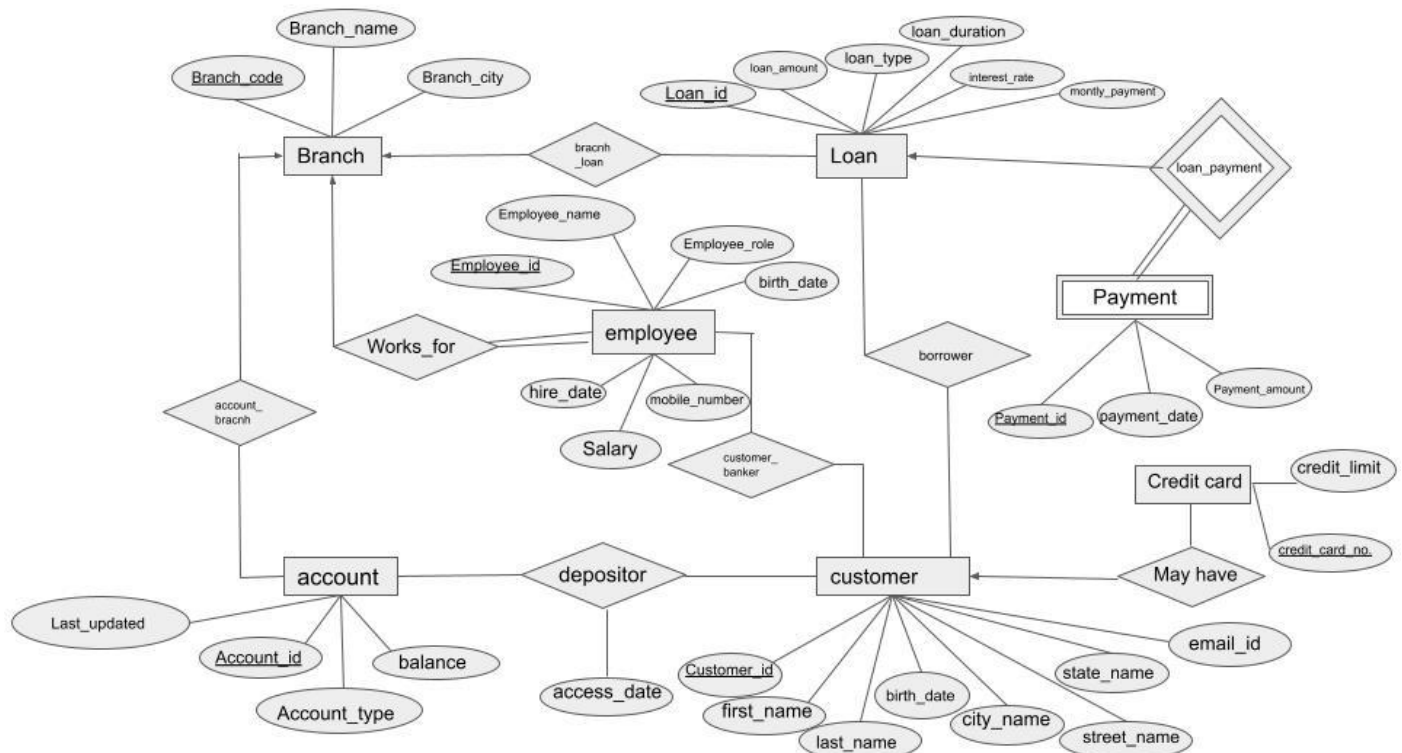 Branch_name
Branch_code
Branch_city
Branch
loan_duration
loan_type
loan_amount
interest_rate
Loan_id
montly_payment
bracnh
_loan
Loan
loan_payment
Employee_name
Employee_role
Employee_id
birth_date
Payment
Works_for
employee
borrower
hire_date
mobile_number
Salary
Payment_amount
Payment_id
payment_date
account_
bracnh
customer_
banker
Credit card
credit_limit
credit_card_no.
May have
account
depositor
customer
Last_updated
Account_id
balance
Account_type
access_date
Customer_id
first_name
last_name
birth_date
city_name
street_name
state_name
email_id